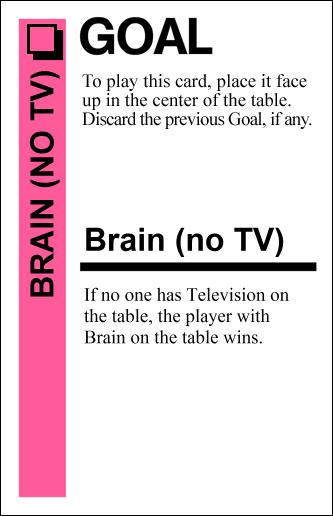 GOAL
To play this card, place it face
up in the center of the table.
Discard the previous Goal, if any.
BRAIN (NO TV)
Brain (no TV)
If no one has Television on
the table, the player with
Brain on the table wins.